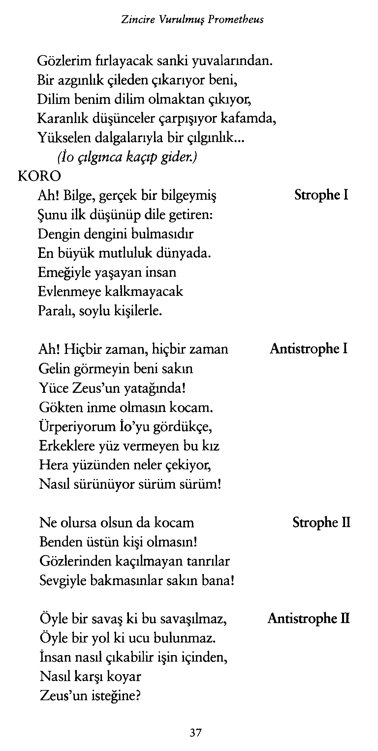 Zincire Vurulmuş Prometheus
Gözlerim fırlayacak sanki yuvalarından.
Bir azgınlık çileden çıkarıyor beni,
Dilim benim dilim olmaktan çıkıyor,
Karanlık düşünceler çarpışıyor kafamda,
Yükselen dalgalarıyla bir çılgınlık...
(İo çılgınca kaçıp gider.)
KORO
Ah! Bilge, gerçek bir bilgeymiş Strophe I
Şunu ilk düşünüp dile getiren:
Dengin dengini bulmasıdır
En büyük mutluluk dünyada.
Emeğiyle yaşayan insan
Evlenmeye kalkmayacak
Paralı, soylu kişilerle.
Ah! Hiçbir zaman, hiçbir zaman Antistrophe I
Gelin görmeyin beni sakın
Yüce Zeus'un yatağında!
Gökten inme olmasın kocam.
Ürperiyorum İo'yu gördükçe,
Erkeklere yüz vermeyen bu kız
Hera yüzünden neler çekiyor,
Nasıl sürünüyor sürüm sürüm!
Ne olursa olsun da kocam Strophe II
Benden üstün kişi olmasın!
Gözlerinden kaçılmayan tanrılar
Sevgiyle bakmasınlar sakın bana!
Öyle bir savaş ki bu savaşılmaz, Antistrophe II
Öyle bir yol ki ucu bulunmaz.
İnsan nasıl çıkabilir işin içinden,
Nasıl karşı koyar
Zeus'un isteğine?
37